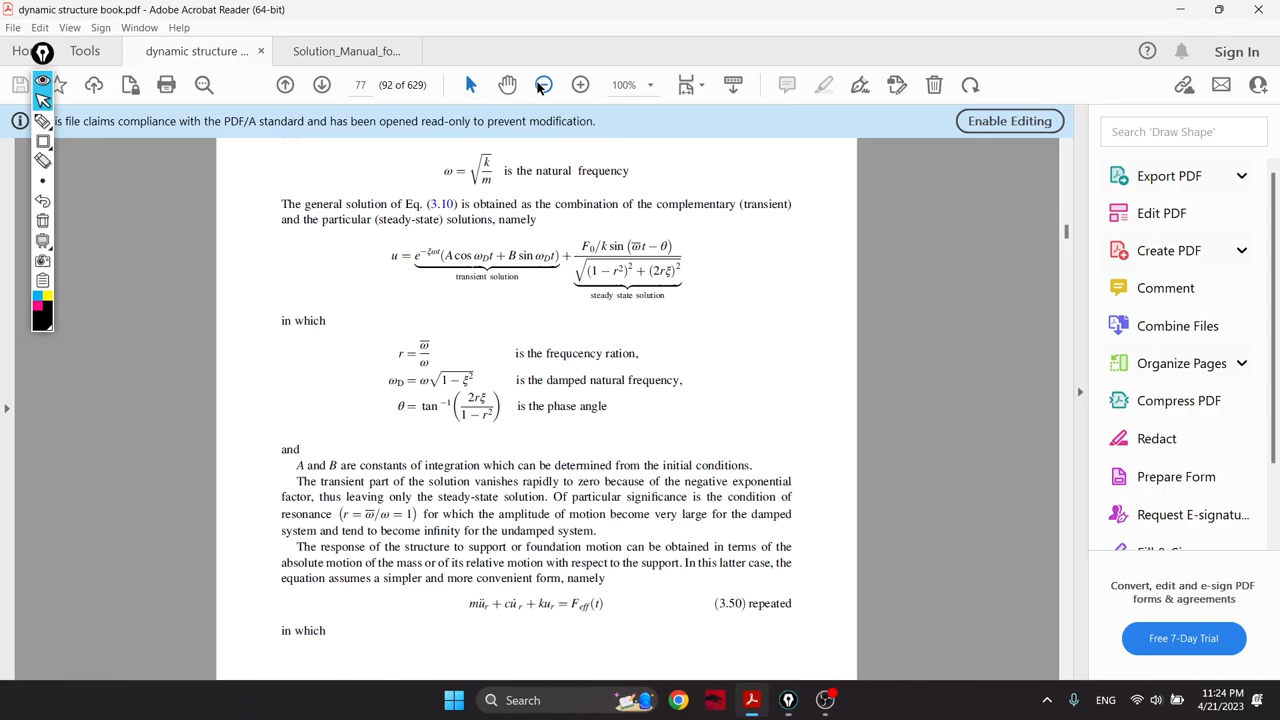 dynamic structure book.pdf - Adobe Acrobat Reader (64-bit)
File Edit View Sign Window Help
Tools dynamic structure ... × Solution_Manual_fo... Sign In
77 (92 of 629) 100%
is file claims compliance with the PDF/A standard and has been opened read-only to prevent modification. Enable Editing
ω = √(k/m) is the natural frequency
The general solution of Eq. (3.10) is obtained as the combination of the complementary (transient)
and the particular (steady-state) solutions, namely
u = e^{−ξωt}(A cos ω_D t + B sin ω_D t) + F₀/k sin (ω̅ t − θ) / √((1 − r²)² + (2rξ)²)
transient solution
steady state solution
in which
r = ω̅/ω is the frequcency ration,
ω_D = ω√(1 − ξ²) is the damped natural frequency,
θ = tan⁻¹(2rξ/(1 − r²)) is the phase angle
and
A and B are constants of integration which can be determined from the initial conditions.
The transient part of the solution vanishes rapidly to zero because of the negative exponential
factor, thus leaving only the steady-state solution. Of particular significance is the condition of
resonance (r = ω̅/ω = 1) for which the amplitude of motion become very large for the damped
system and tend to become infinity for the undamped system.
The response of the structure to support or foundation motion can be obtained in terms of the
absolute motion of the mass or of its relative motion with respect to the support. In this latter case, the
equation assumes a simpler and more convenient form, namely
mü_r + cu̇_r + ku_r = F_eff(t) (3.50) repeated
in which
Search 'Draw Shape'
Export PDF
Edit PDF
Create PDF
Comment
Combine Files
Organize Pages
Compress PDF
Redact
Prepare Form
Request E-signatu...
Convert, edit and e-sign PDF
forms & agreements
Free 7-Day Trial
Search
ENG
11:24 PM
4/21/2023